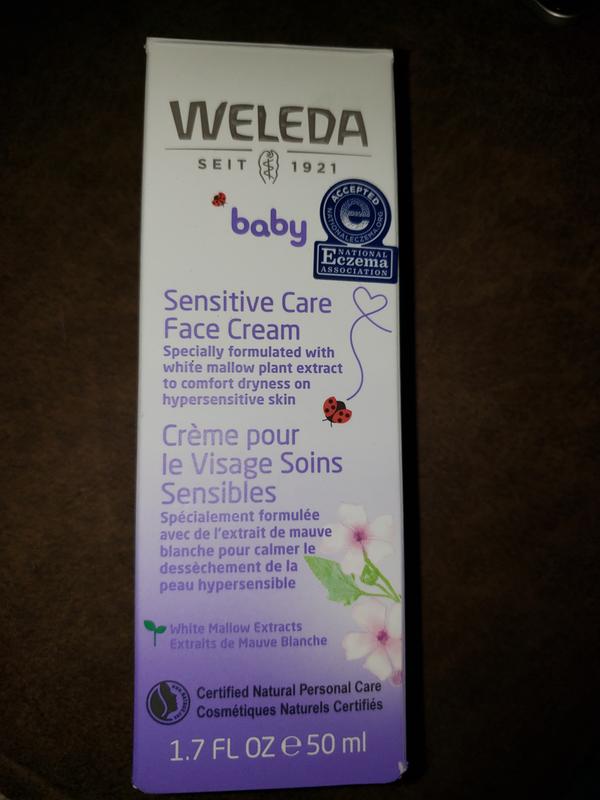 WELEDA
SEIT 1921
baby
ACCEPTED
NATIONALECZEMA.ORG
NATIONAL
Eczema
ASSOCIATION
Sensitive Care
Face Cream
Specially formulated with
white mallow plant extract
to comfort dryness on
hypersensitive skin
Crème pour
le Visage Soins
Sensibles
Spécialement formulée
avec de l'extrait de mauve
blanche pour calmer le
dessèchement de la
peau hypersensible
White Mallow Extracts
Extraits de Mauve Blanche
Certified Natural Personal Care
Cosmétiques Naturels Certifiés
1.7 FL OZ ℮ 50 ml